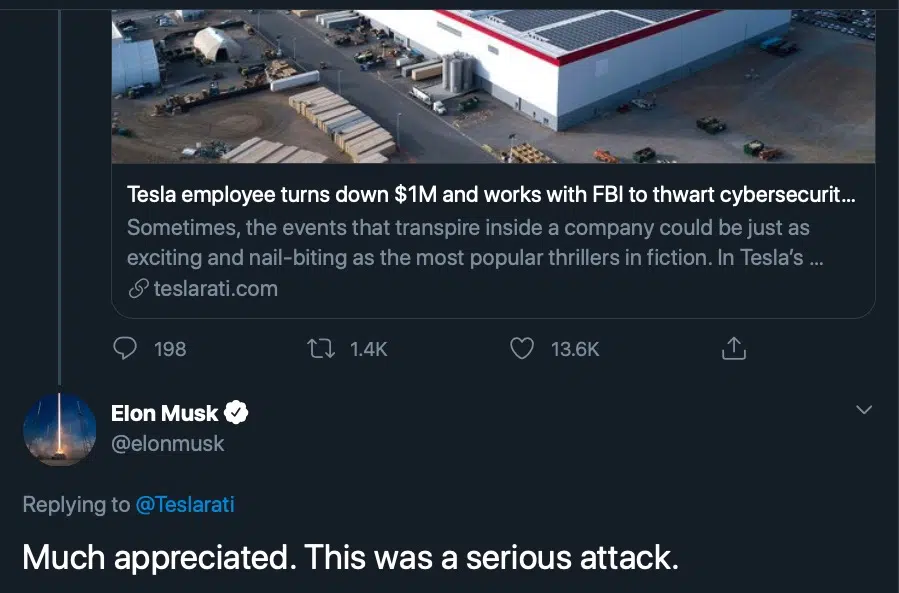 Tesla employee turns down $1M and works with FBI to thwart cybersecurit...
Sometimes, the events that transpire inside a company could be just as
exciting and nail-biting as the most popular thrillers in fiction. In Tesla's ...
teslarati.com
198 1.4K 13.6K
Elon Musk
@elonmusk
Replying to @Teslarati
Much appreciated. This was a serious attack.